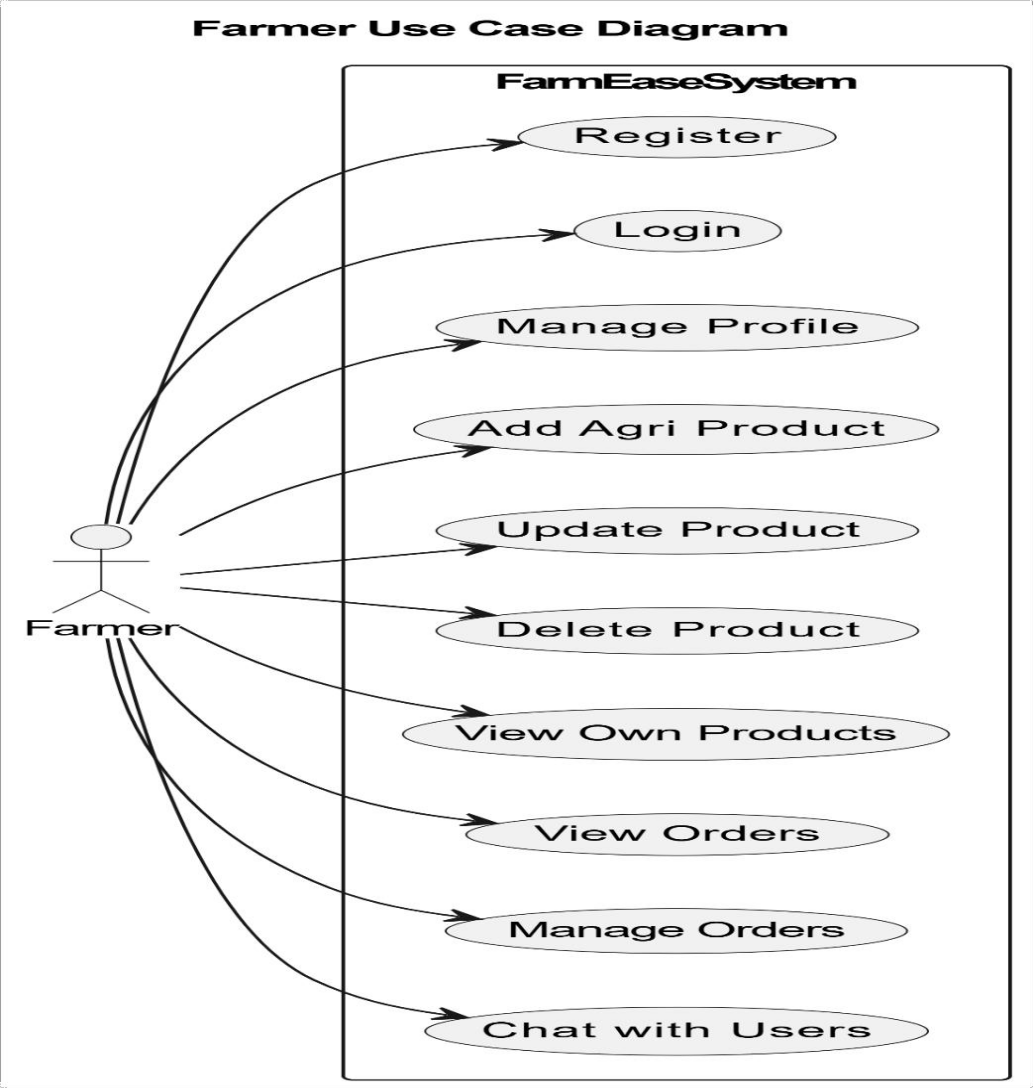 Farmer Use Case Diagram
FarmEaseSystem
Register
Login
Manage Profile
Add Agri Product
Update Product
Delete Product
Farmer
View Own Products
View Orders
Manage Orders
Chat with Users